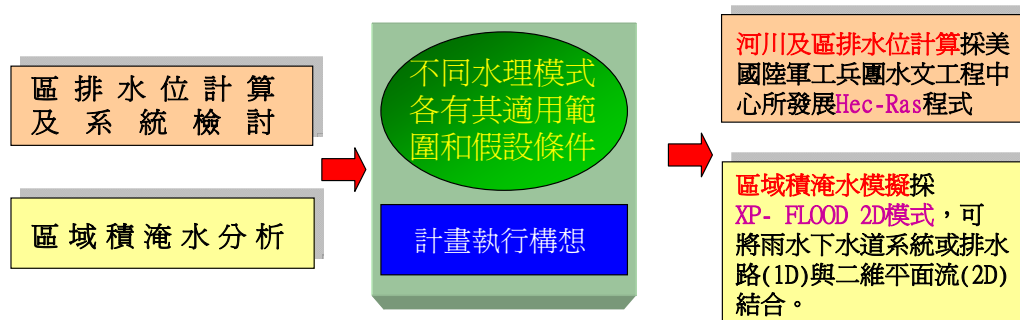 區排水位計算
及系統檢討
區域積淹水分析
不同水理模式
各有其適用範
圍和假設條件
計畫執行構想
河川及區排水位計算採美
國陸軍工兵團水文工程中
心所發展Hec-Ras程式
區域積淹水模擬採
XP- FLOOD 2D模式，可
將雨水下水道系統或排水
路(1D)與二維平面流(2D)
結合。